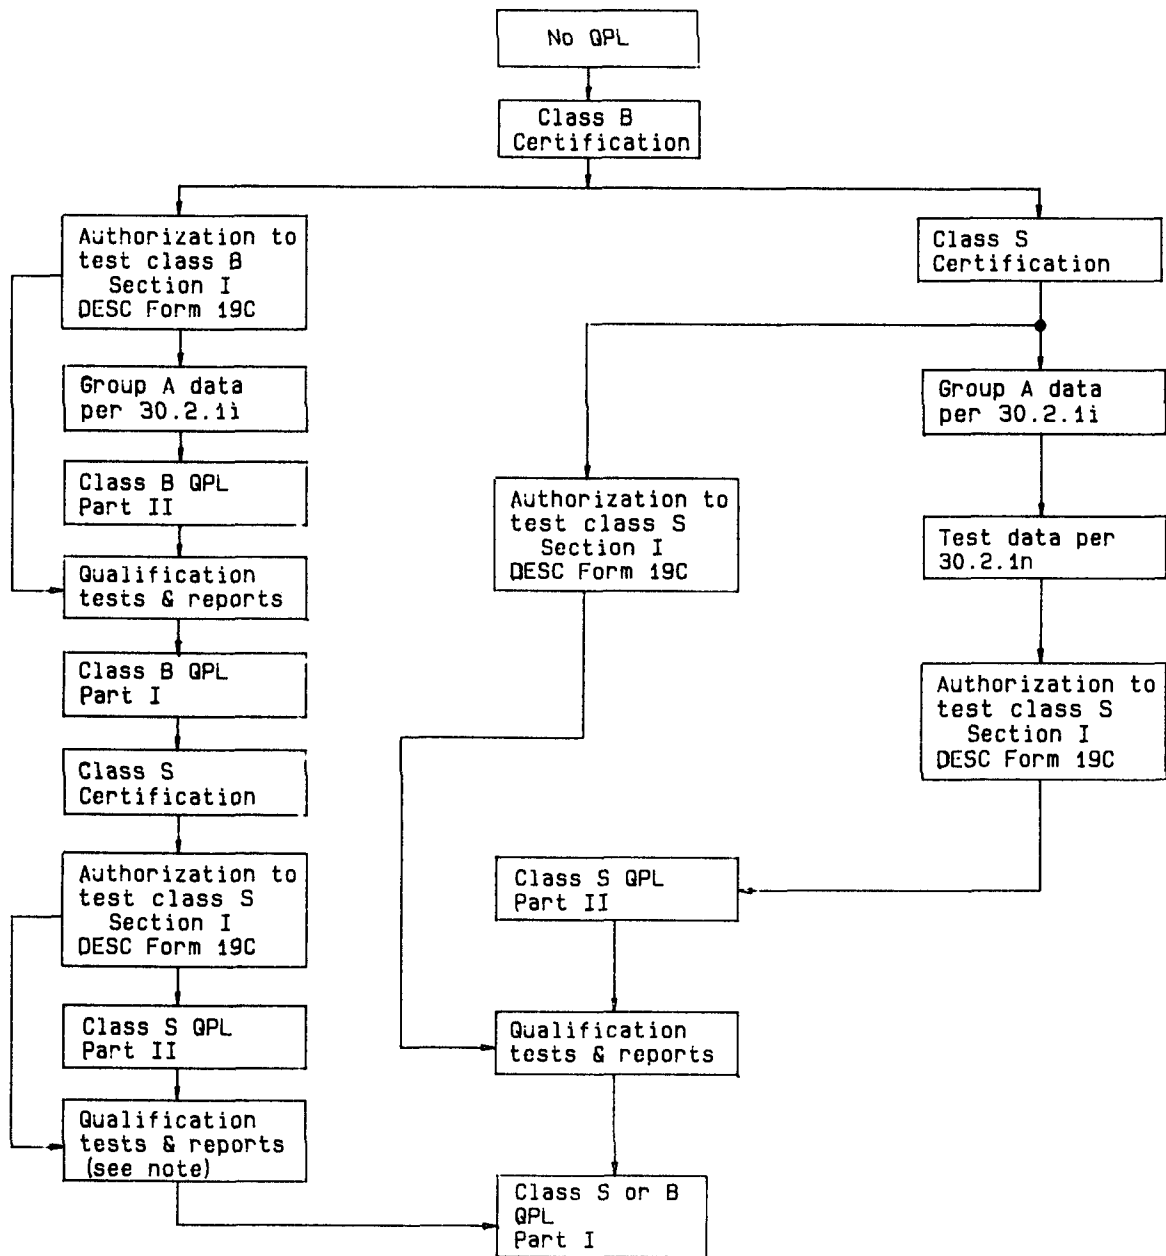 No QPL
Class B
Certification
Authorization to
test class B
Section I
DESC Form 19C
Group A data
per 30.2.1i
Class B QPL
Part II
Qualification
tests & reports
Class B QPL
Part I
Class S
Certification
Authorization to
test class S
Section I
DESC Form 19C
Class S QPL
Part II
Qualification
tests & reports
(see note)
Authorization to
test class S
Section I
DESC Form 19C
Class S
Certification
Group A data
per 30.2.1i
Test data per
30.2.1n
Authorization to
test class S
Section I
DESC Form 19C
Class S QPL
Part II
Qualification
tests & reports
Class S or B
QPL
Part I